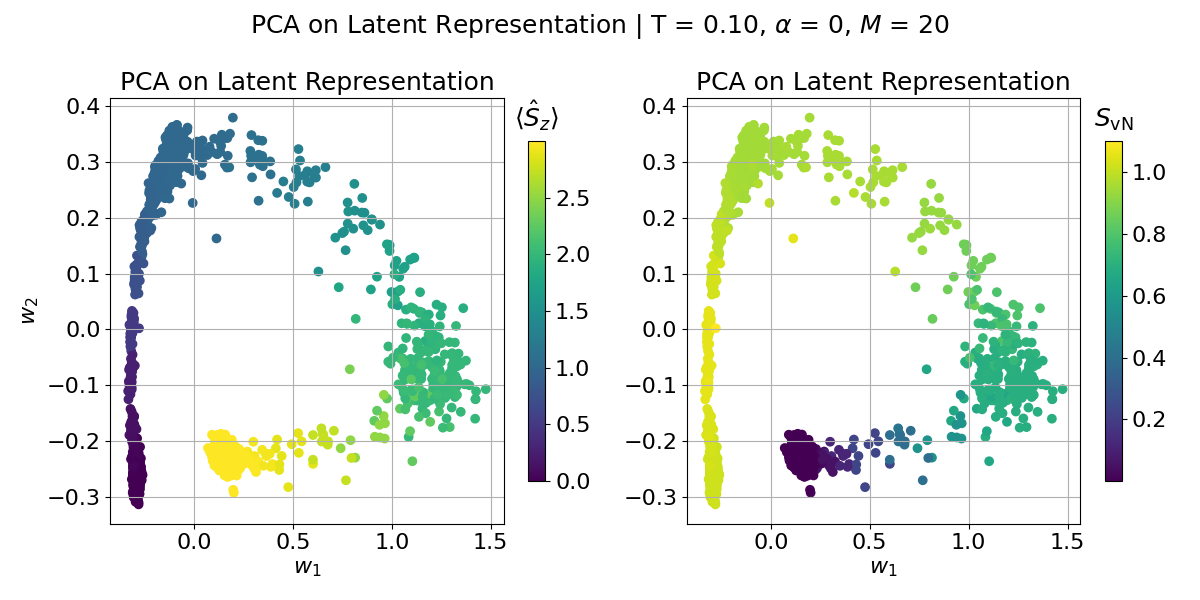 PCA on Latent Representation | T = 0.10, α = 0, M = 20
PCA on Latent Representation
0.4
0.3
0.2
0.1
0.0
−0.1
−0.2
−0.3
w₂
0.0 0.5 1.0 1.5
w₁
⟨Ŝ_z⟩
2.5
2.0
1.5
1.0
0.5
0.0
PCA on Latent Representation
0.4
0.3
0.2
0.1
0.0
−0.1
−0.2
−0.3
0.0 0.5 1.0 1.5
w₁
S_vN
1.0
0.8
0.6
0.4
0.2